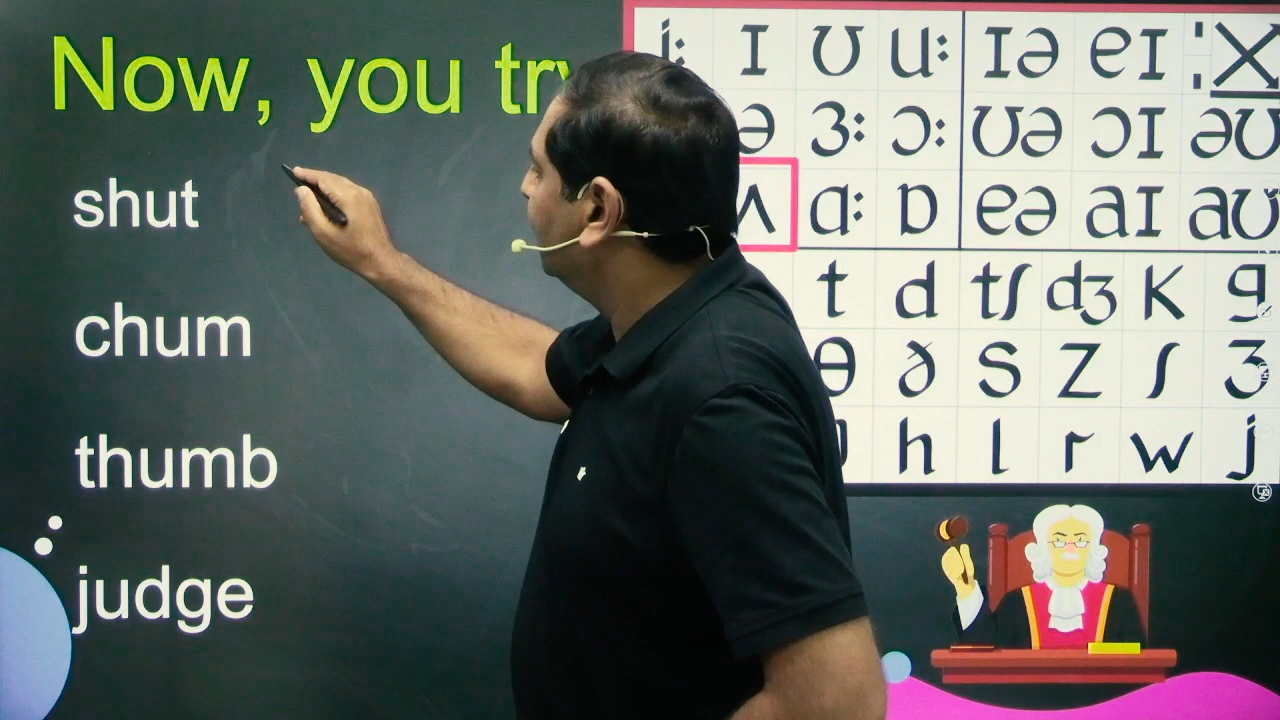 Now, you try
shut
chum
thumb
judge
iː ɪ ʊ uː ɪə eɪ
ə ɜː ɔː ʊə ɔɪ əʊ
ʌ ɑː ɒ eə aɪ aʊ
t d tʃ dʒ k g
θ ð s z ʃ ʒ
h l r w j